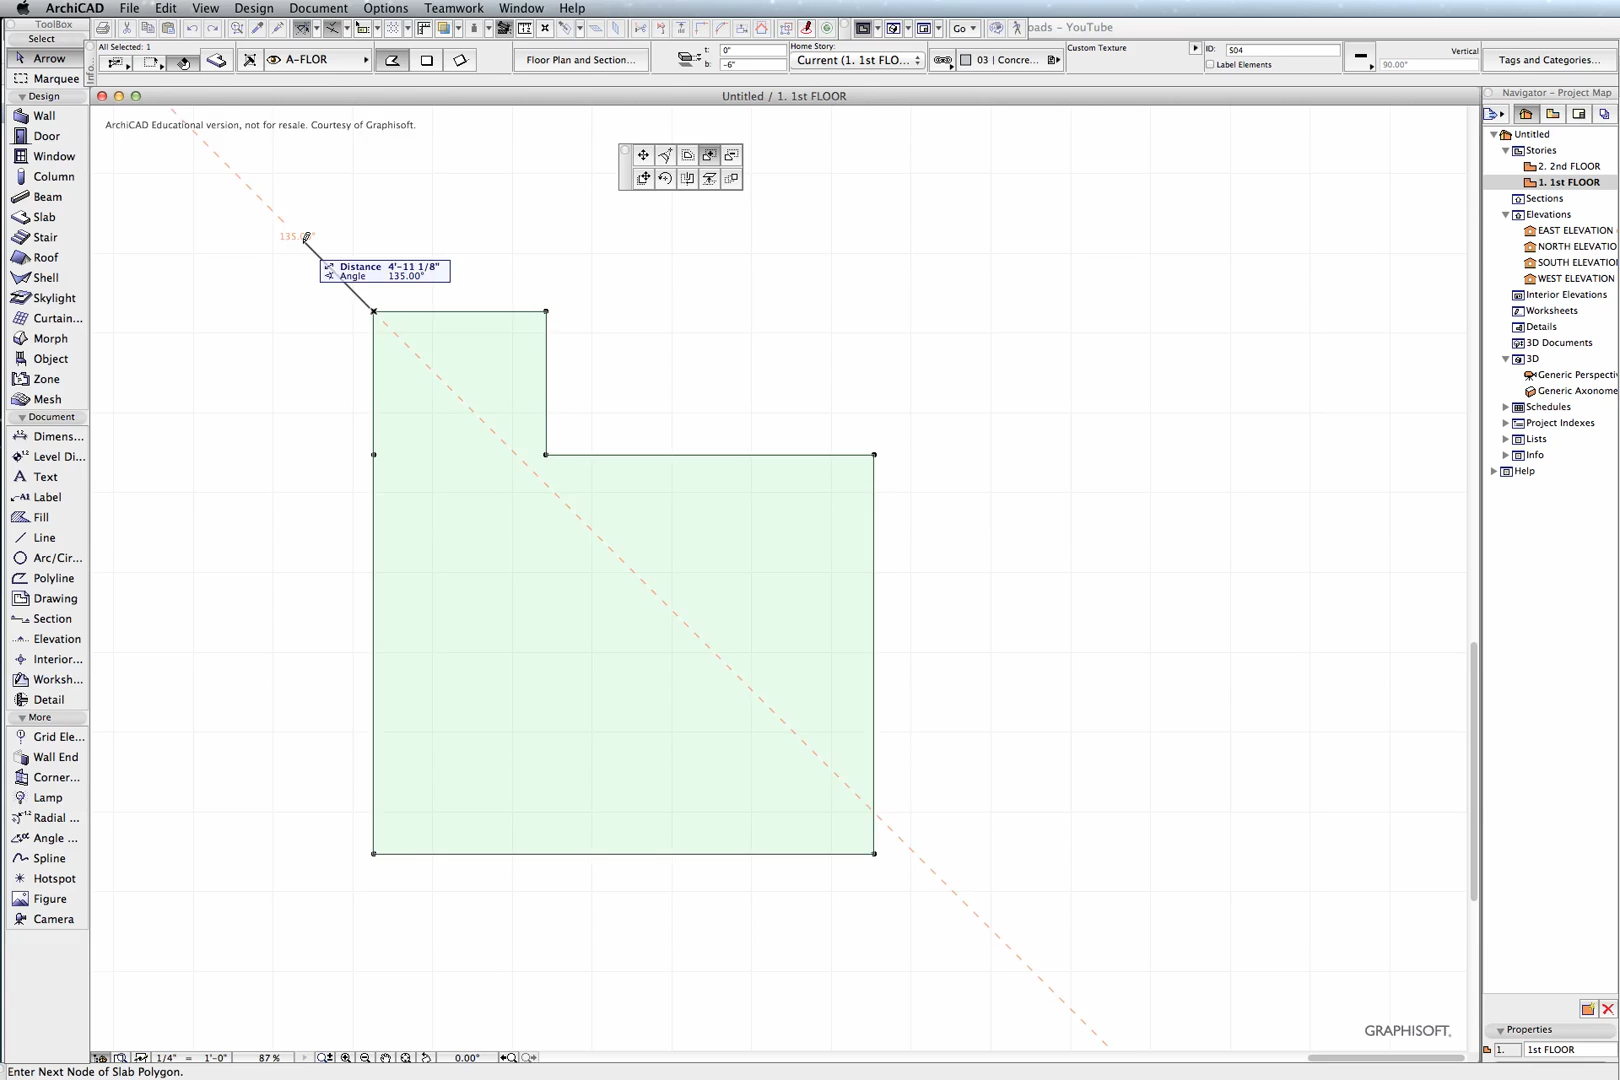 ArchiCAD File Edit View Design Document Options Teamwork Window Help
ToolBox
Go
oads – YouTube
Select
All Selected: 1
A-FLOR
Floor Plan and Section...
t: 0"
b: -6"
Home Story:
Current (1. 1st FLO...
03 | Concre...
Custom Texture
ID: S04
Label Elements
Vertical
90.00°
Tags and Categories...
Arrow
Marquee
Design
Wall
Door
Window
Column
Beam
Slab
Stair
Roof
Shell
Skylight
Curtain...
Morph
Object
Zone
Mesh
Document
Dimens...
Level Di...
Text
Label
Fill
Line
Arc/Cir...
Polyline
Drawing
Section
Elevation
Interior...
Worksh...
Detail
More
Grid Ele...
Wall End
Corner...
Lamp
Radial ...
Angle ...
Spline
Hotspot
Figure
Camera
Untitled / 1. 1st FLOOR
ArchiCAD Educational version, not for resale. Courtesy of Graphisoft.
Distance 4'-11 1/8"
Angle 135.00°
GRAPHISOFT.
Navigator – Project Map
Untitled
Stories
2. 2nd FLOOR
1. 1st FLOOR
Sections
Elevations
EAST ELEVATION
NORTH ELEVATIO
SOUTH ELEVATIO
WEST ELEVATION
Interior Elevations
Worksheets
Details
3D Documents
3D
Generic Perspecti
Generic Axonome
Schedules
Project Indexes
Lists
Info
Help
Properties
1. 1st FLOOR
1/4" = 1'-0" 87 % 0.00°
Enter Next Node of Slab Polygon.